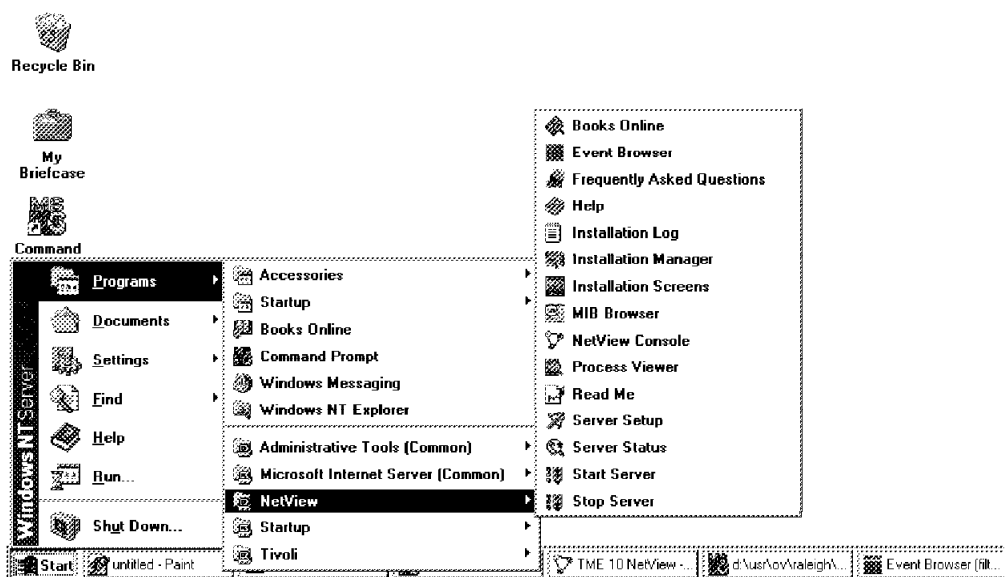 Recycle Bin
My
Briefcase
MS
Command
Windows NT Server
Programs
Documents
Settings
Find
Help
Run...
Shut Down...
Accessories
Startup
Books Online
Command Prompt
Windows Messaging
Windows NT Explorer
Administrative Tools (Common)
Microsoft Internet Server (Common)
NetView
Startup
Tivoli
Books Online
Event Browser
Frequently Asked Questions
Help
Installation Log
Installation Manager
Installation Screens
MIB Browser
NetView Console
Process Viewer
Read Me
Server Setup
Server Status
Start Server
Stop Server
Start
untitled - Paint
TME 10 NetView -...
d:\usr\ov\raleigh\...
Event Browser (filt...